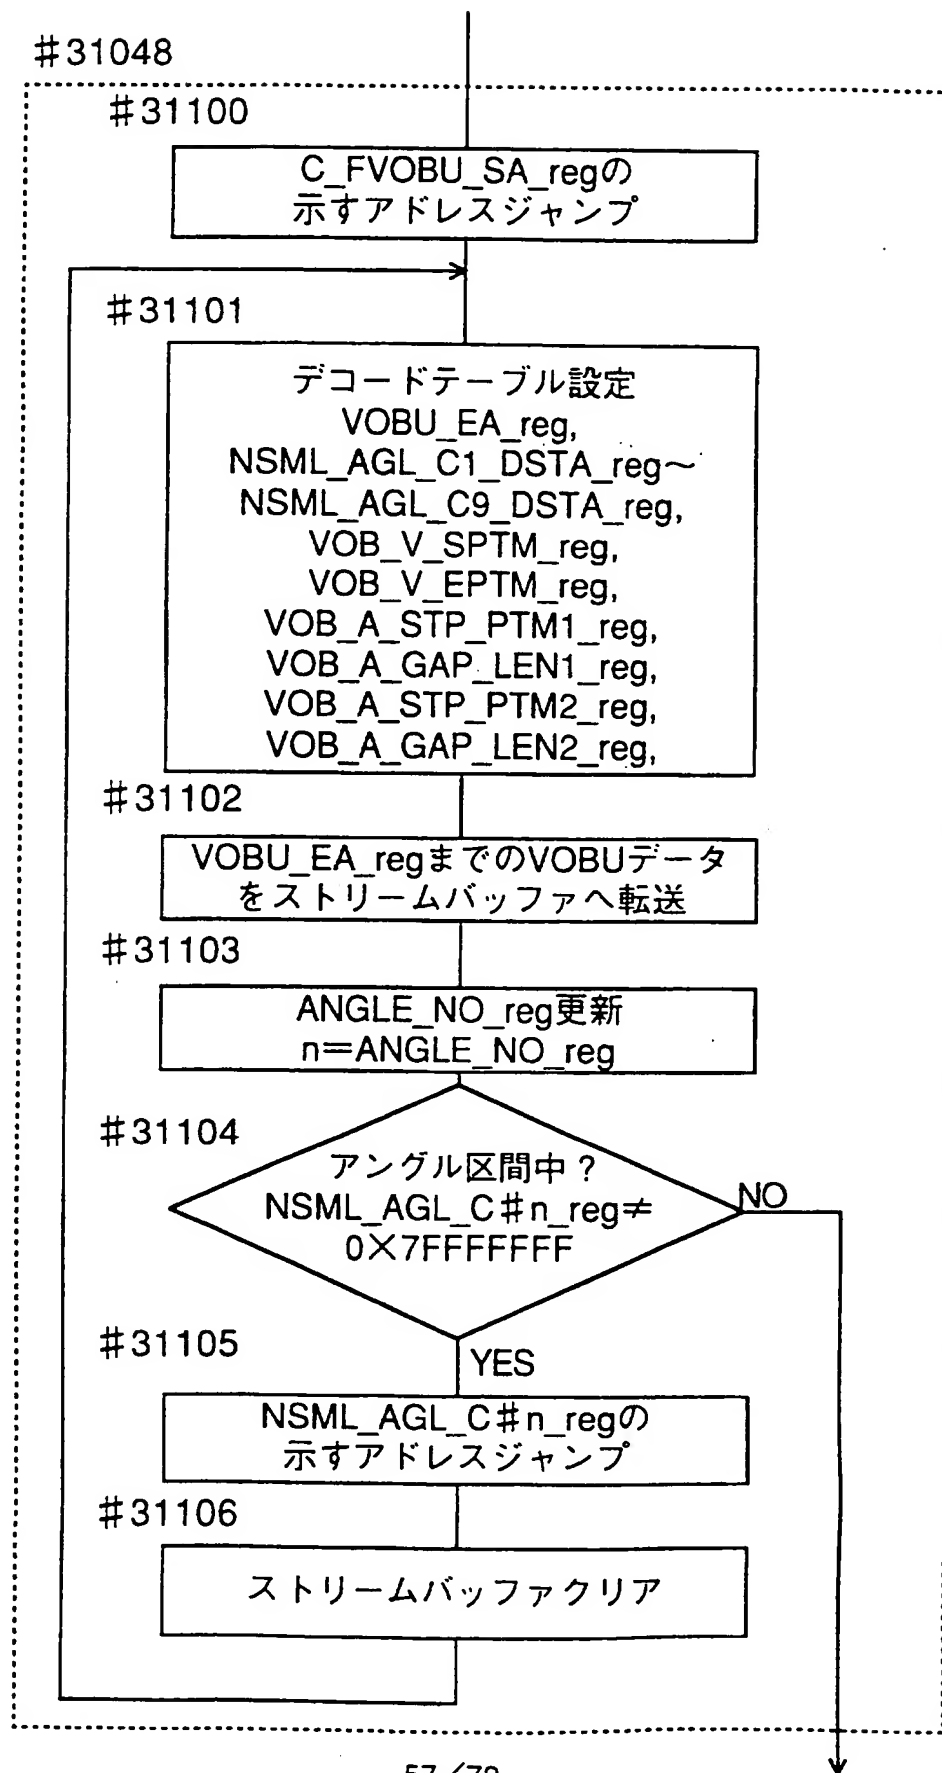 #31048
#31100
C_FVOBU_SA_regの
示すアドレスジャンプ
#31101
デコードテーブル設定
VOBU_EA_reg,
NSML_AGL_C1_DSTA_reg～
NSML_AGL_C9_DSTA_reg,
VOB_V_SPTM_reg,
VOB_V_EPTM_reg,
VOB_A_STP_PTM1_reg,
VOB_A_GAP_LEN1_reg,
VOB_A_STP_PTM2_reg,
VOB_A_GAP_LEN2_reg,
#31102
VOBU_EA_regまでのVOBUデータ
をストリームバッファへ転送
#31103
ANGLE_NO_reg更新
n=ANGLE_NO_reg
#31104
アングル区間中？
NSML_AGL_C#n_reg≠
0×7FFFFFFF
NO
YES
#31105
NSML_AGL_C#n_regの
示すアドレスジャンプ
#31106
ストリームバッファクリア